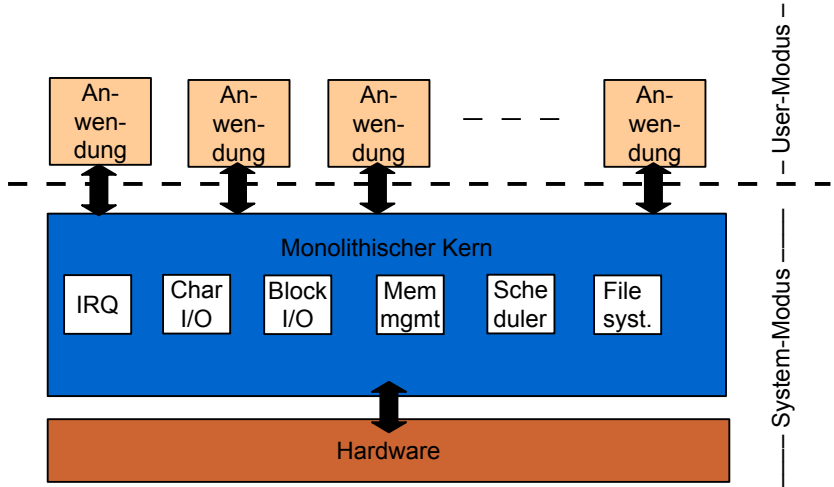 An-
wen-
dung
An-
wen-
dung
An-
wen-
dung
An-
wen-
dung
User-Modus
Monolithischer Kern
IRQ
Char
I/O
Block
I/O
Mem
mgmt
Sche
duler
File
syst.
System-Modus
Hardware